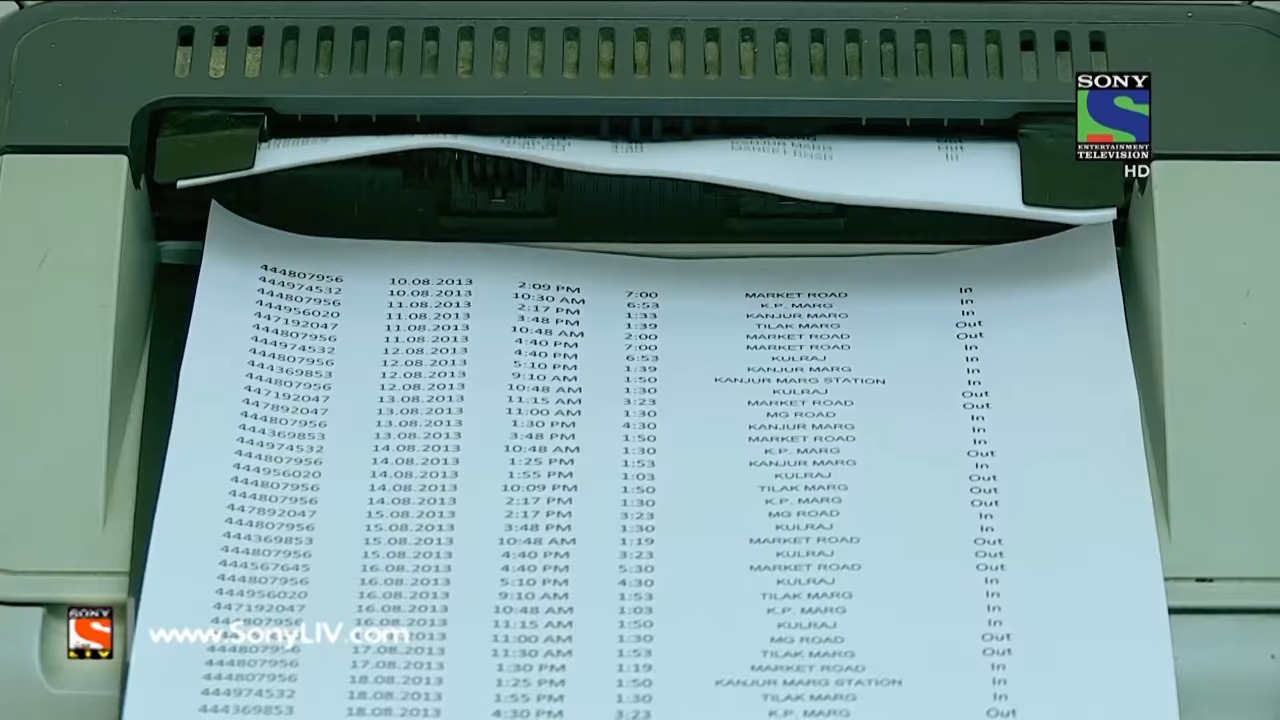 SONY
ENTERTAINMENT
TELEVISION
HD
444807956 10.08.2013 2:09 PM 7:00 MARKET ROAD In
444974532 10.08.2013 10:30 AM 6:53 K.P. MARG In
444807956 11.08.2013 2:17 PM 1:33 KANJUR MARG In
444956020 11.08.2013 3:48 PM 1:39 TILAK MARG Out
447192047 11.08.2013 10:48 AM 2:00 MARKET ROAD Out
444807956 11.08.2013 4:40 PM 7:00 MARKET ROAD In
444974532 12.08.2013 4:40 PM 6:53 KULRAJ In
444807956 12.08.2013 5:10 PM 1:39 KANJUR MARG In
444369853 12.08.2013 9:10 AM 1:50 KANJUR MARG STATION In
444807956 12.08.2013 10:48 AM 1:30 KULRAJ Out
447192047 13.08.2013 11:15 AM 3:23 MARKET ROAD Out
447892047 13.08.2013 11:00 AM 1:30 MG ROAD In
444807956 13.08.2013 1:30 PM 4:30 KANJUR MARG In
444369853 13.08.2013 3:48 PM 1:50 MARKET ROAD In
444974532 14.08.2013 10:48 AM 1:30 K.P. MARG Out
444807956 14.08.2013 1:25 PM 1:53 KANJUR MARG In
444956020 14.08.2013 1:55 PM 1:03 KULRAJ Out
444807956 14.08.2013 10:09 PM 1:50 TILAK MARG Out
444807956 14.08.2013 2:17 PM 1:30 K.P. MARG Out
447892047 15.08.2013 2:17 PM 3:23 MG ROAD In
444807956 15.08.2013 3:48 PM 1:30 KULRAJ In
444369853 15.08.2013 10:48 AM 1:19 MARKET ROAD Out
444807956 15.08.2013 4:40 PM 3:23 KULRAJ Out
444567645 16.08.2013 4:40 PM 5:30 MARKET ROAD Out
444807956 16.08.2013 5:10 PM 4:30 KULRAJ In
444956020 16.08.2013 9:10 AM 1:53 TILAK MARG In
447192047 16.08.2013 10:48 AM 1:03 K.P. MARG In
11:15 AM 1:50 KULRAJ In
11:00 AM 1:30 MG ROAD Out
444807956 17.08.2013 11:30 AM 1:53 TILAK MARG Out
444807956 17.08.2013 1:30 PM 1:19 MARKET ROAD In
444807956 18.08.2013 1:25 PM 1:50 KANJUR MARG STATION In
444974532 18.08.2013 1:55 PM 1:30 TILAK MARG In
444369853 18.08.2013 4:30 PM 3:23 K.P. MARG Out
SONY
LIV
www.SonyLIV.com